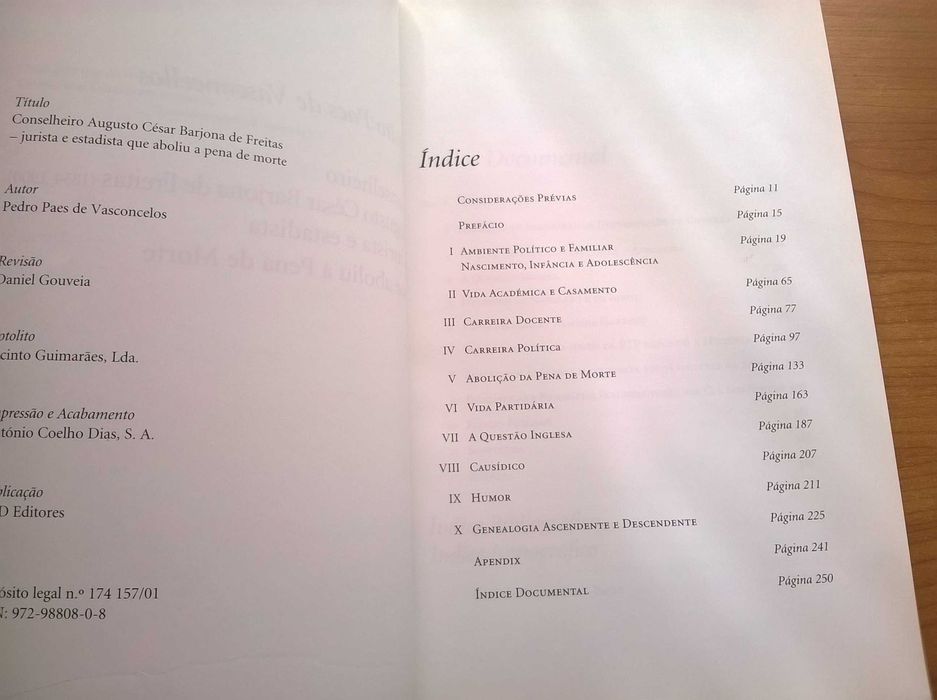 Título
Conselheiro Augusto César Barjona de Freitas
– jurista e estadista que aboliu a pena de morte
Autor
Pedro Paes de Vasconcelos
Revisão
Daniel Gouveia
otolito
cinto Guimarães, Lda.
pressão e Acabamento
tónio Coelho Dias, S. A.
blicação
D Editores
ósito legal n.º 174 157/01
N: 972-98808-0-8
Índice
Considerações Prévias Página 11
Prefácio Página 15
I Ambiente Político e Familiar Página 19
Nascimento, Infância e Adolescência
II Vida Académica e Casamento Página 65
III Carreira Docente Página 77
IV Carreira Política Página 97
V Abolição da Pena de Morte Página 133
VI Vida Partidária Página 163
VII A Questão Inglesa Página 187
VIII Causídico Página 207
IX Humor Página 211
X Genealogia Ascendente e Descendente Página 225
Apendix Página 241
Índice Documental Página 250